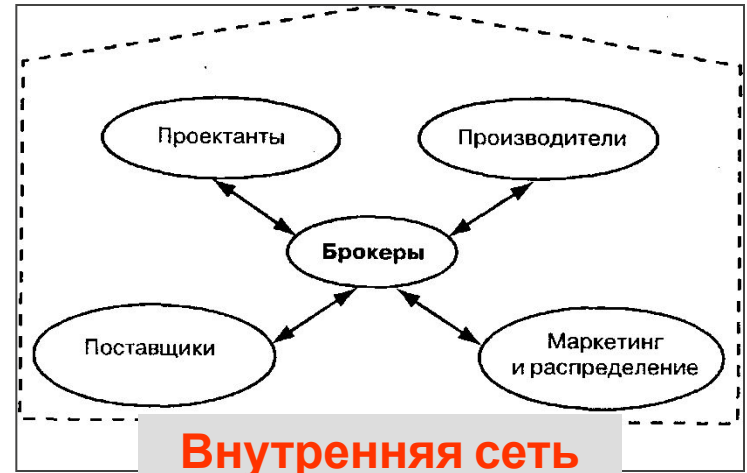 Проектанты
Производители
Брокеры
Поставщики
Маркетинг
и распределение
Внутренняя сеть